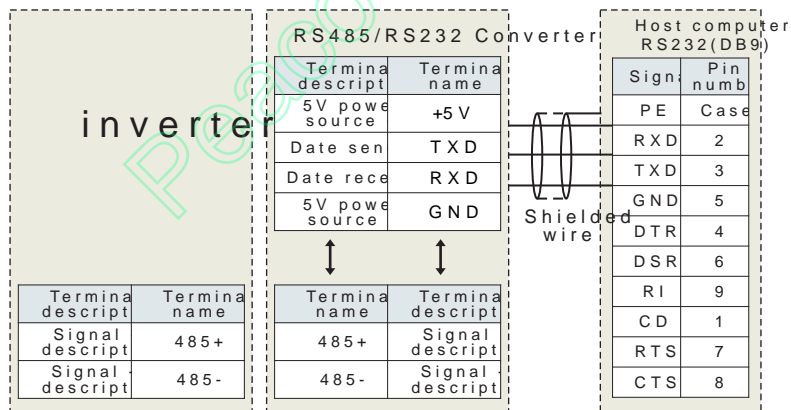 inverter
Termina Termina
descript name
Signal 485+
descript
Signal - 485-
descript
RS485/RS232 Converter
Termina Termina
descript name
5V powe +5 V
source
Date sen TXD
Date rece RXD
5V powe GND
source
Termina Termina
name descript
485+ Signal
descript
485- Signal -
descript
Shielded
wire
Host computer
RS232(DB9)
Signa Pin
numb
PE Case
RXD 2
TXD 3
GND 5
DTR 4
DSR 6
RI 9
CD 1
RTS 7
CTS 8
Peaco